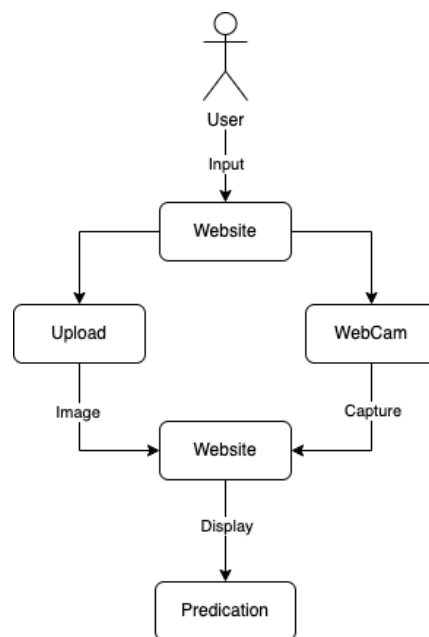 User
Input
Website
Upload
WebCam
Image
Capture
Website
Display
Predication